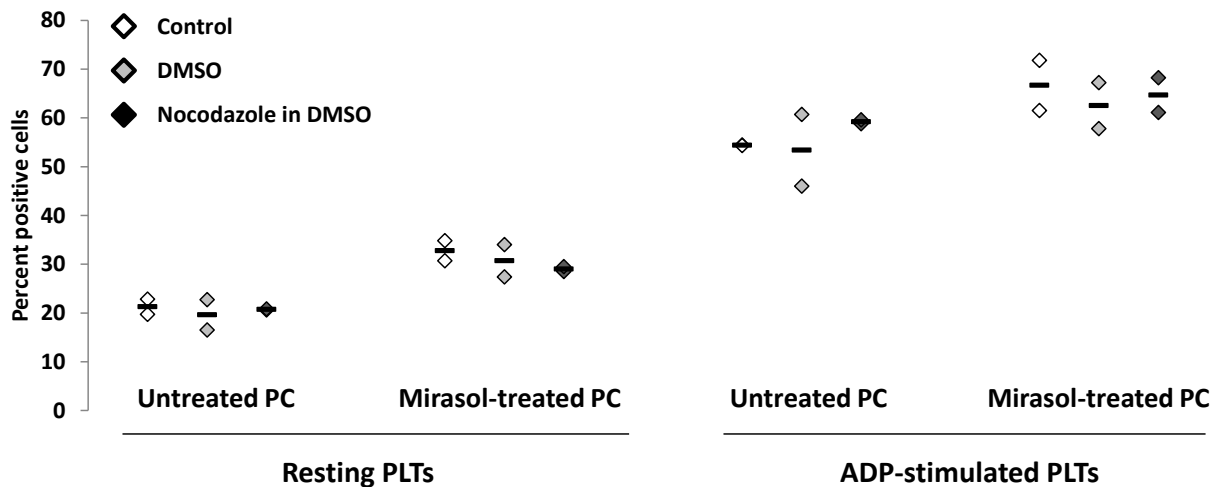 Percent positive cells
80
70
60
50
40
30
20
10
0
Control
DMSO
Nocodazole in DMSO
Untreated PC
Mirasol-treated PC
Untreated PC
Mirasol-treated PC
Resting PLTs
ADP-stimulated PLTs